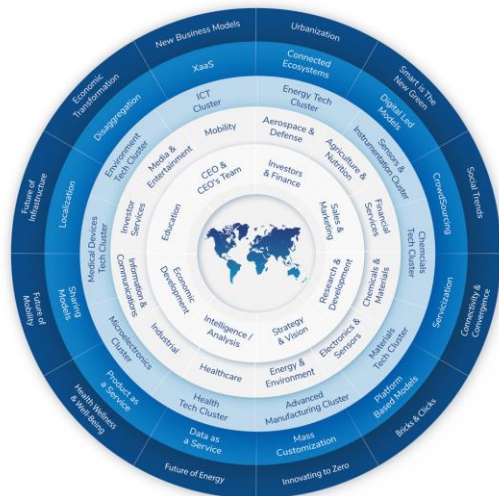 New Business Models
Urbanization
Smart is The
New Green
Social Trends
Connectivity &
Convergence
Bricks & Clicks
Innovating to Zero
Future of Energy
Health Wellness
& Well-Being
Future of
Mobility
Future of
Infrastructure
Economic
Transformation
XaaS
Connected
Ecosystems
Digital Led
Models
CrowdSourcing
Servicization
Platform
Based Models
Mass
Customization
Data as
a Service
Product as
a Service
Sharing
Models
Localization
Disaggregation
ICT
Cluster
Energy Tech
Cluster
Sensors &
Instrumentation Cluster
Chemcials
Tech Cluster
Materials
Tech Cluster
Advanced
Manufacturing Cluster
Health
Tech Cluster
Microelectronics
Cluster
Medical Devices
Tech Cluster
Environment
Tech Cluster
Mobility
Aerospace &
Defense
Agriculture &
Nutrition
Financial
Services
Chemicals &
Materials
Electronics &
Sensors
Energy &
Environment
Healthcare
Industrial
Information &
Communications
Investor
Services
Media &
Entertainment
CEO &
CEO's Team
Investors
& Finance
Sales &
Marketing
Research &
Development
Strategy
& Vision
Intelligence /
Analysis
Economic
Development
Education